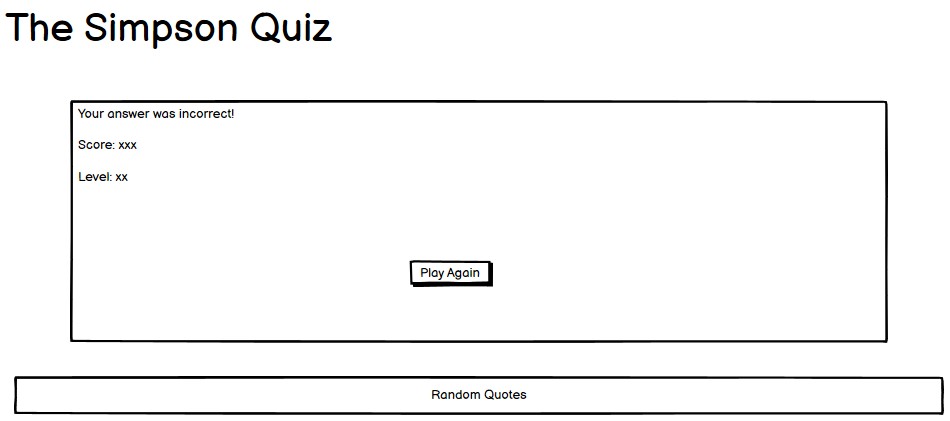 The Simpson Quiz
Your answer was incorrect!
Score: xxx
Level: xx
Play Again
Random Quotes